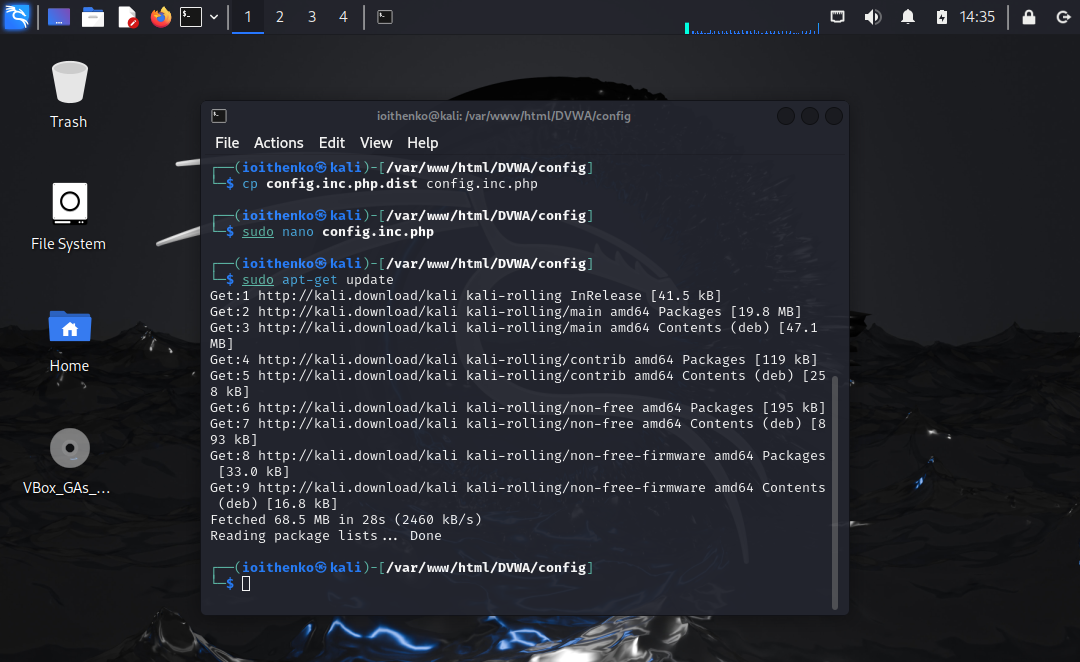 1 2 3 4 14:35
Trash
File System
Home
VBox_GAs_...
ioithenko@kali: /var/www/html/DVWA/config
File Actions Edit View Help
┌──(ioithenko㉿kali)-[/var/www/html/DVWA/config]
└─$ cp config.inc.php.dist config.inc.php
┌──(ioithenko㉿kali)-[/var/www/html/DVWA/config]
└─$ sudo nano config.inc.php
┌──(ioithenko㉿kali)-[/var/www/html/DVWA/config]
└─$ sudo apt-get update
Get:1 http://kali.download/kali kali-rolling InRelease [41.5 kB]
Get:2 http://kali.download/kali kali-rolling/main amd64 Packages [19.8 MB]
Get:3 http://kali.download/kali kali-rolling/main amd64 Contents (deb) [47.1
MB]
Get:4 http://kali.download/kali kali-rolling/contrib amd64 Packages [119 kB]
Get:5 http://kali.download/kali kali-rolling/contrib amd64 Contents (deb) [25
8 kB]
Get:6 http://kali.download/kali kali-rolling/non-free amd64 Packages [195 kB]
Get:7 http://kali.download/kali kali-rolling/non-free amd64 Contents (deb) [8
93 kB]
Get:8 http://kali.download/kali kali-rolling/non-free-firmware amd64 Packages
[33.0 kB]
Get:9 http://kali.download/kali kali-rolling/non-free-firmware amd64 Contents
(deb) [16.8 kB]
Fetched 68.5 MB in 28s (2460 kB/s)
Reading package lists... Done
┌──(ioithenko㉿kali)-[/var/www/html/DVWA/config]
└─$